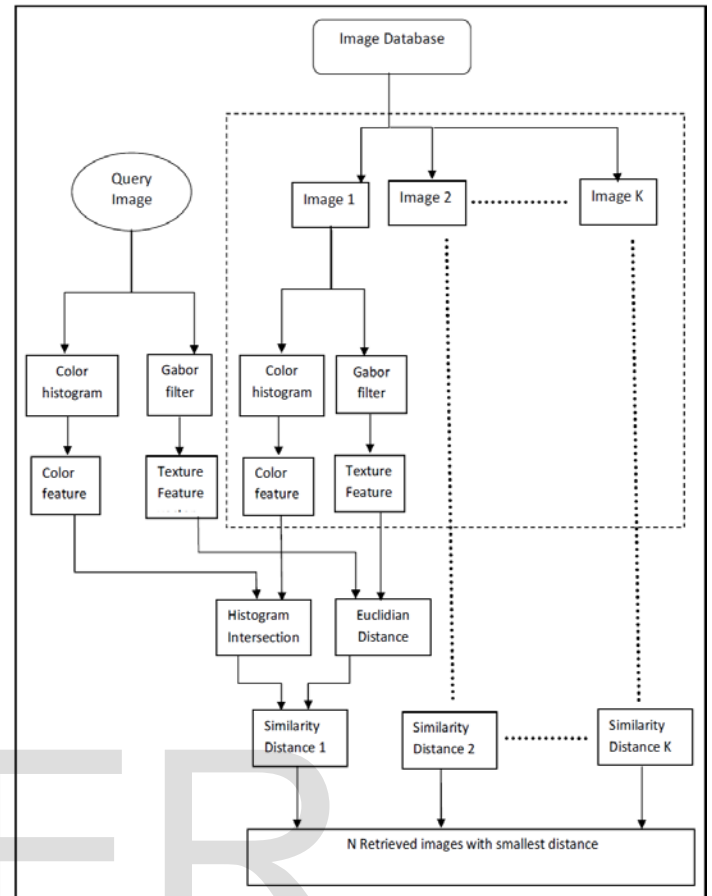 Image Database
Query
Image
Image 1
Image 2
Image K
Color
histogram
Gabor
filter
Color
histogram
Gabor
filter
Color
feature
Texture
Feature
Color
feature
Texture
Feature
Histogram
Intersection
Euclidian
Distance
Similarity
Distance 1
Similarity
Distance 2
Similarity
Distance K
N Retrieved images with smallest distance